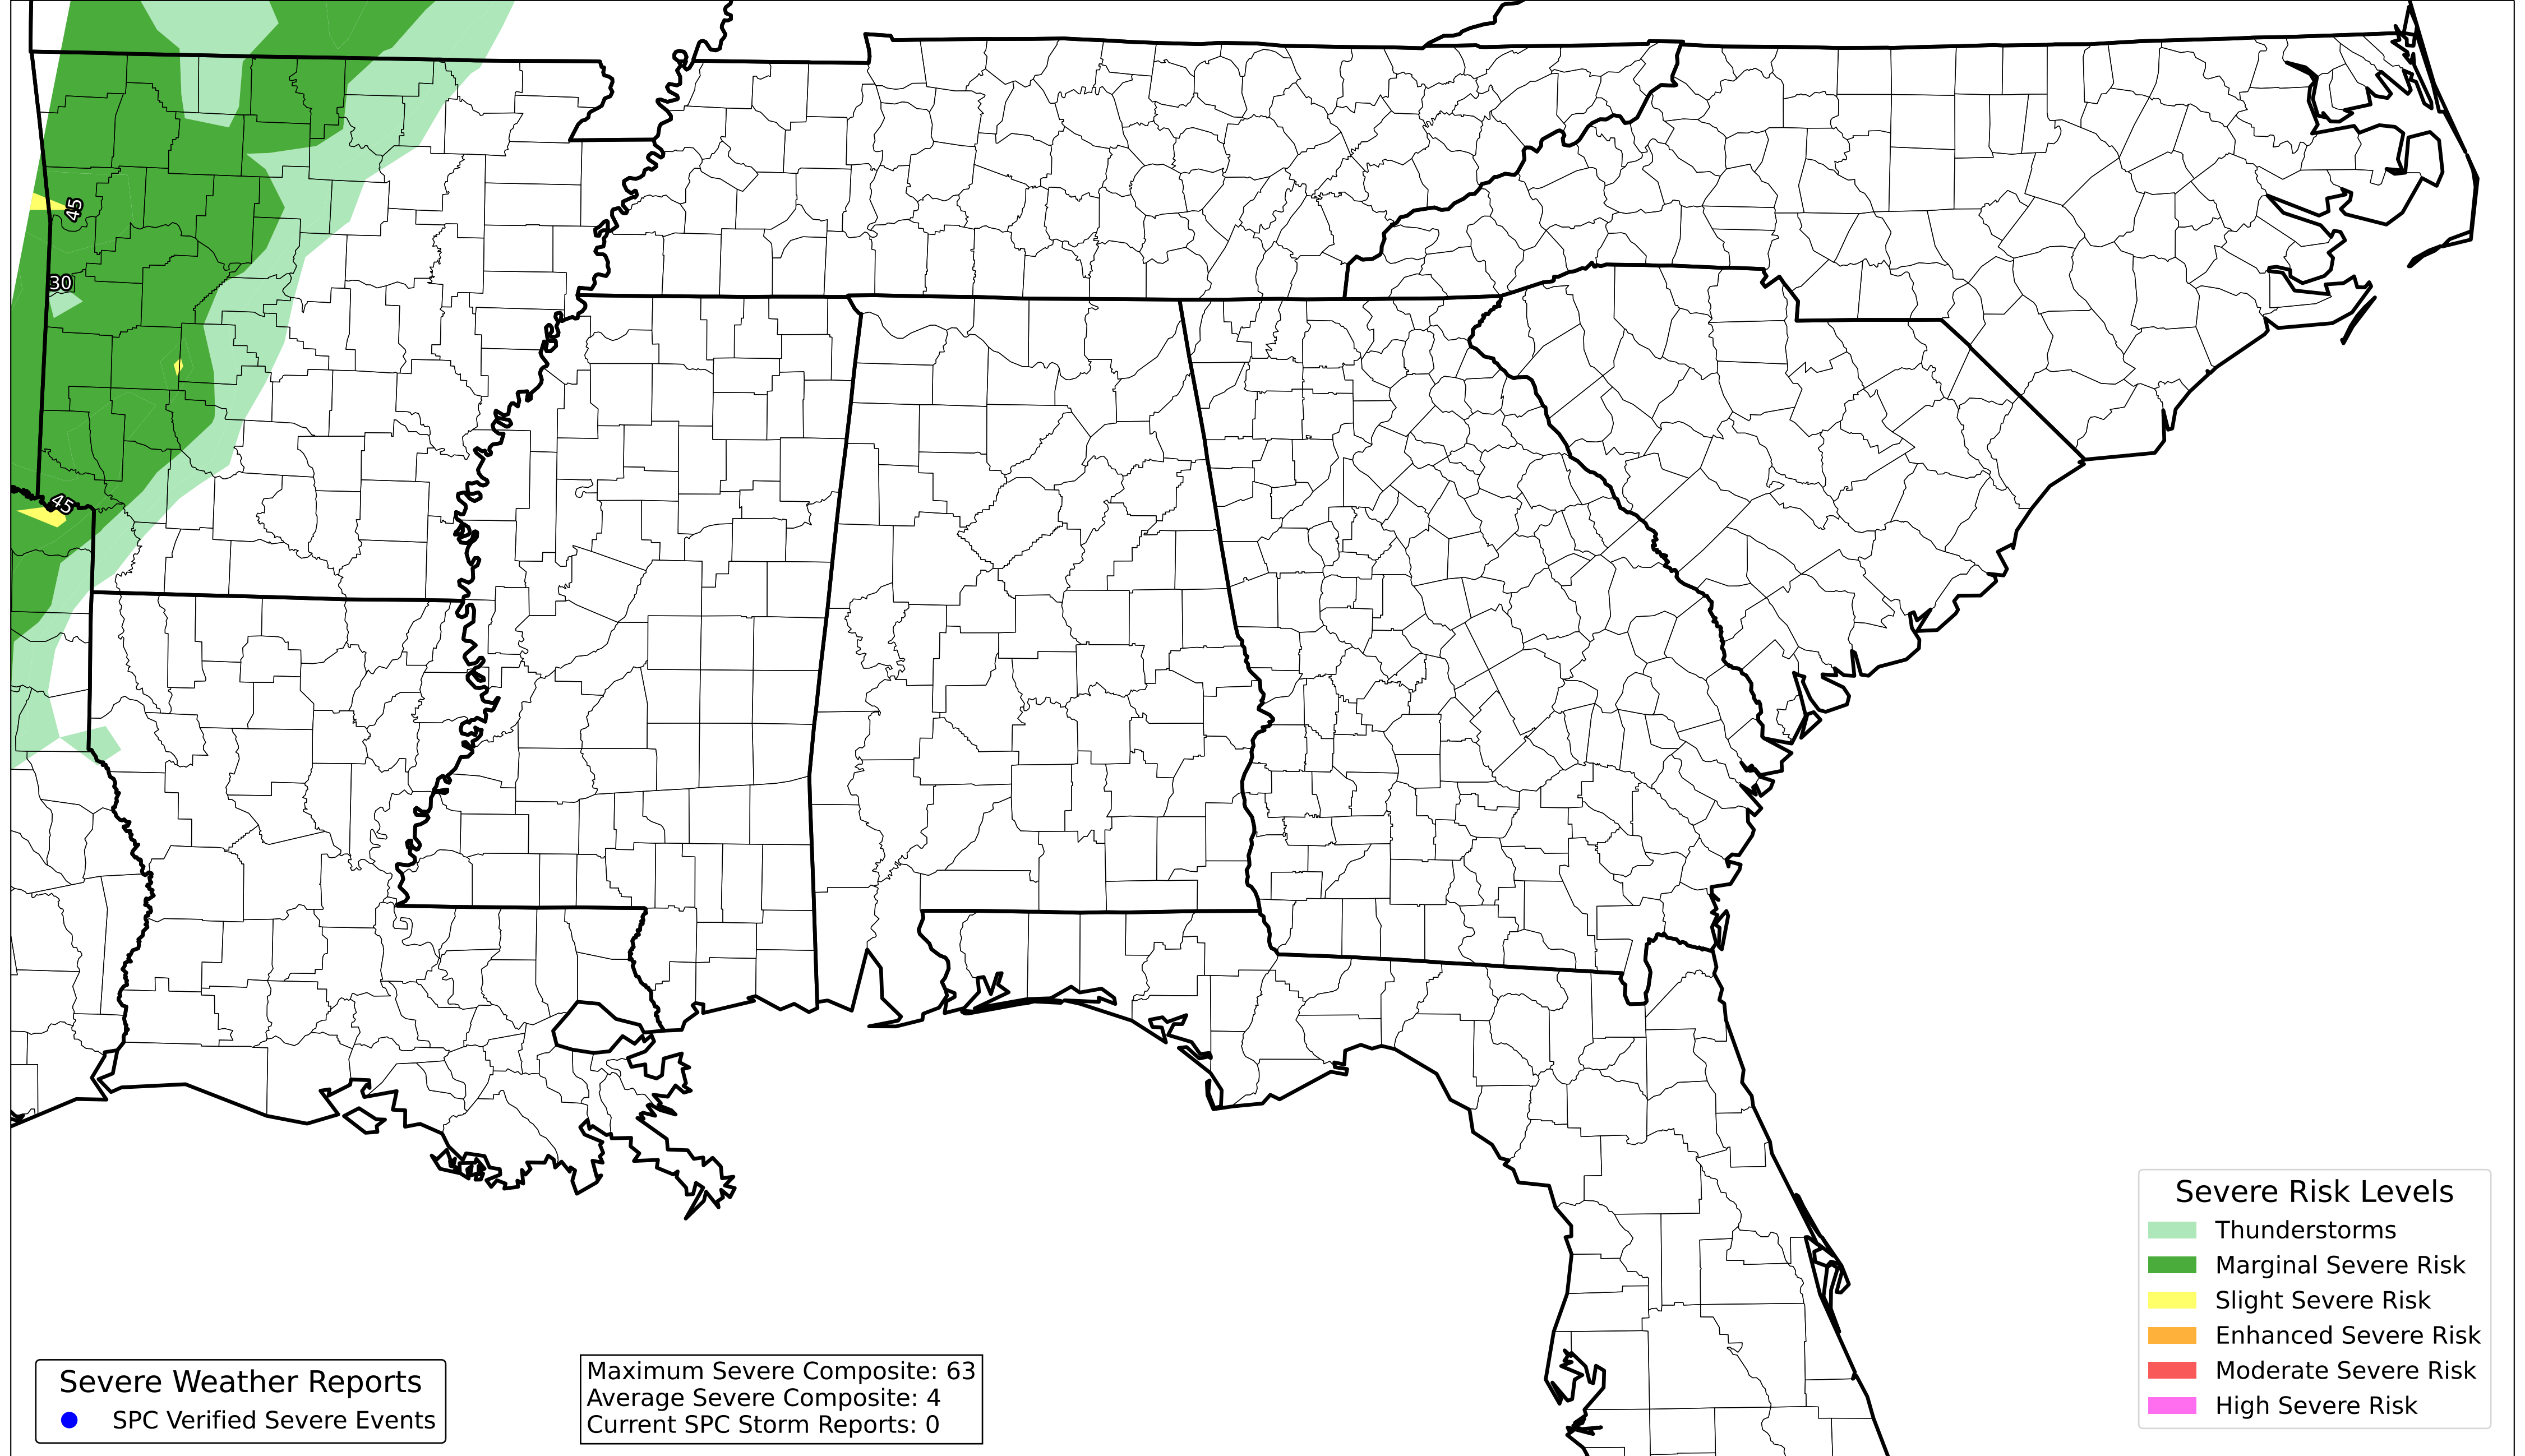 45
30
45
Severe Risk Levels
Thunderstorms
Marginal Severe Risk
Slight Severe Risk
Enhanced Severe Risk
Moderate Severe Risk
High Severe Risk
Severe Weather Reports
SPC Verified Severe Events
Maximum Severe Composite: 63
Average Severe Composite: 4
Current SPC Storm Reports: 0